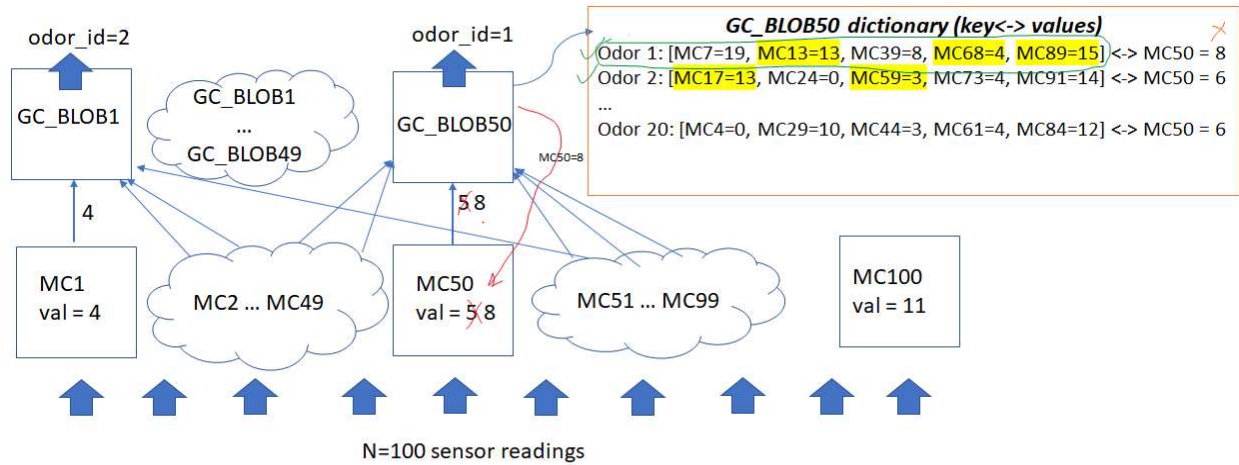 GC_BLOB50 dictionary (key<-> values)
Odor 1: [MC7=19, MC13=13, MC39=8, MC68=4, MC89=15] <-> MC50 = 8
Odor 2: [MC17=13, MC24=0, MC59=3, MC73=4, MC91=14] <-> MC50 = 6
...
Odor 20: [MC4=0, MC29=10, MC44=3, MC61=4, MC84=12] <-> MC50 = 6
odor_id=2
odor_id=1
GC_BLOB1
GC_BLOB1
...
GC_BLOB49
GC_BLOB50
MC50=8
4
5 8
MC1
val = 4
MC2 ... MC49
MC50
val = 5 8
MC51 ... MC99
MC100
val = 11
N=100 sensor readings